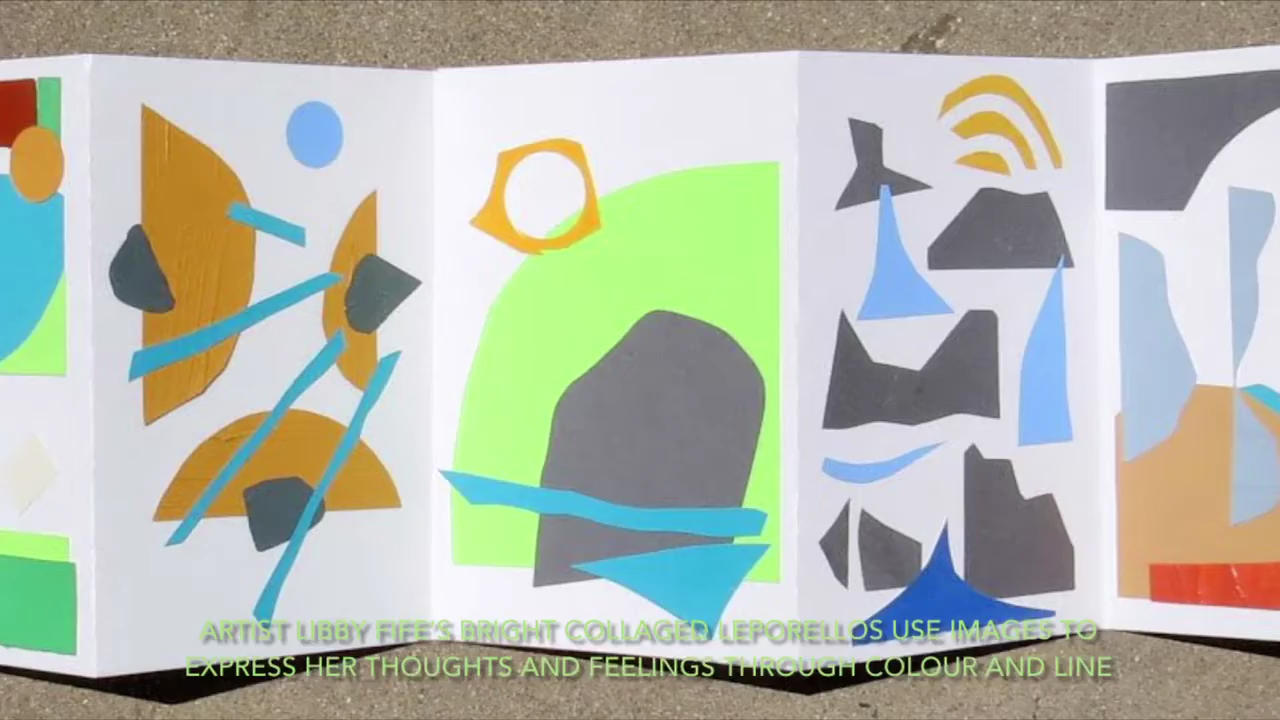 ARTIST LIBBY FIFE'S BRIGHT COLLAGED LEPORELLOS USE IMAGES TO
EXPRESS HER THOUGHTS AND FEELINGS THROUGH COLOUR AND LINE